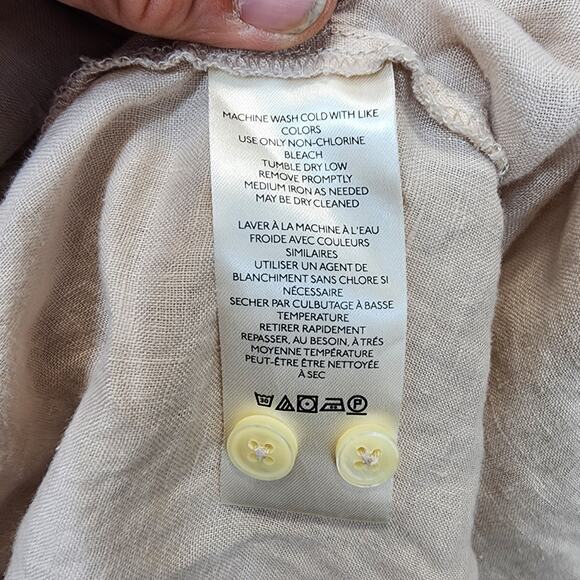 MACHINE WASH COLD WITH LIKE
COLORS
USE ONLY NON-CHLORINE
BLEACH
TUMBLE DRY LOW
REMOVE PROMPTLY
MEDIUM IRON AS NEEDED
MAY BE DRY CLEANED
LAVER À LA MACHINE À L'EAU
FROIDE AVEC COULEURS
SIMILAIRES
UTILISER UN AGENT DE
BLANCHIMENT SANS CHLORE SI
NÉCESSAIRE
SECHER PAR CULBUTAGE À BASSE
TEMPERATURE
RETIRER RAPIDEMENT
REPASSER, AU BESOIN, À TRÉS
MOYENNE TEMPÉRATURE
PEUT-ÊTRE ÊTRE NETTOYÉE
À SEC
30 P